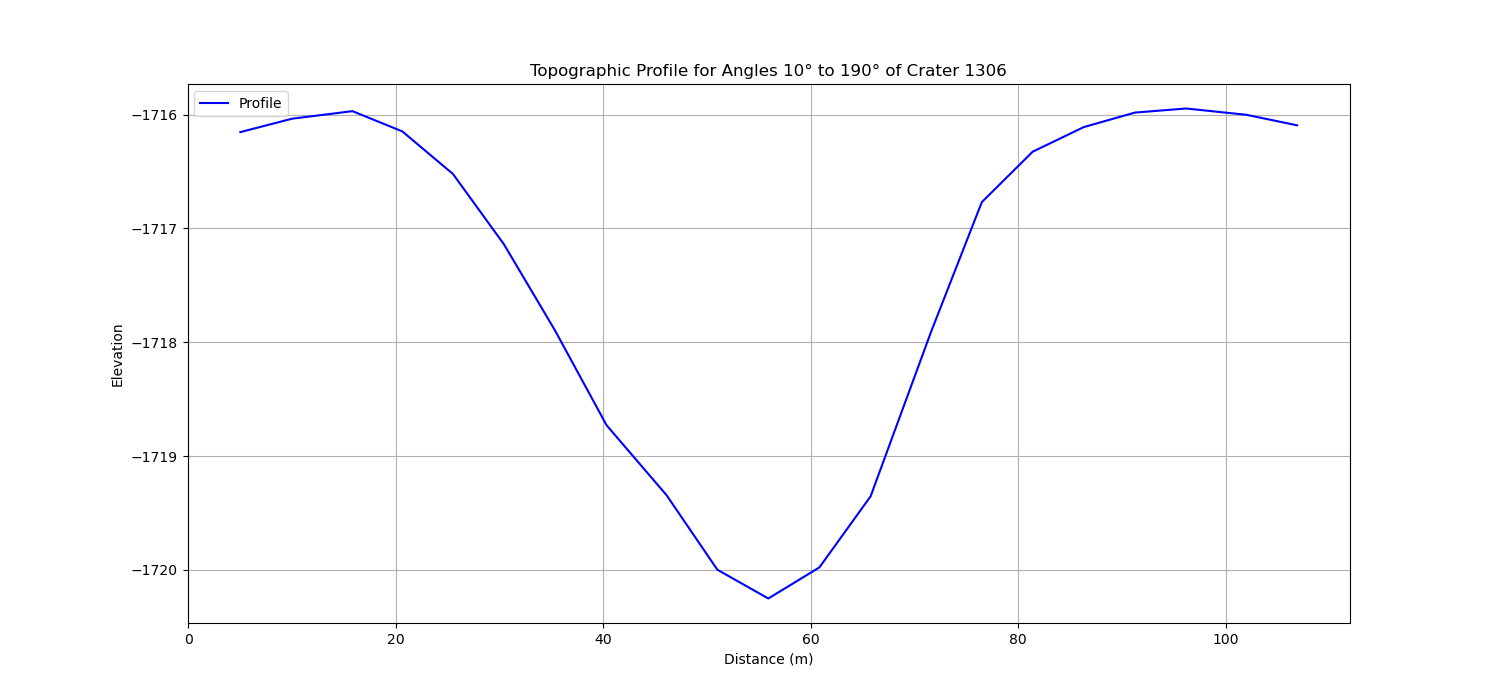 Topographic Profile for Angles 10° to 190° of Crater 1306
Profile
−1716
−1717
−1718
−1719
−1720
Elevation
0
20
40
60
80
100
Distance (m)